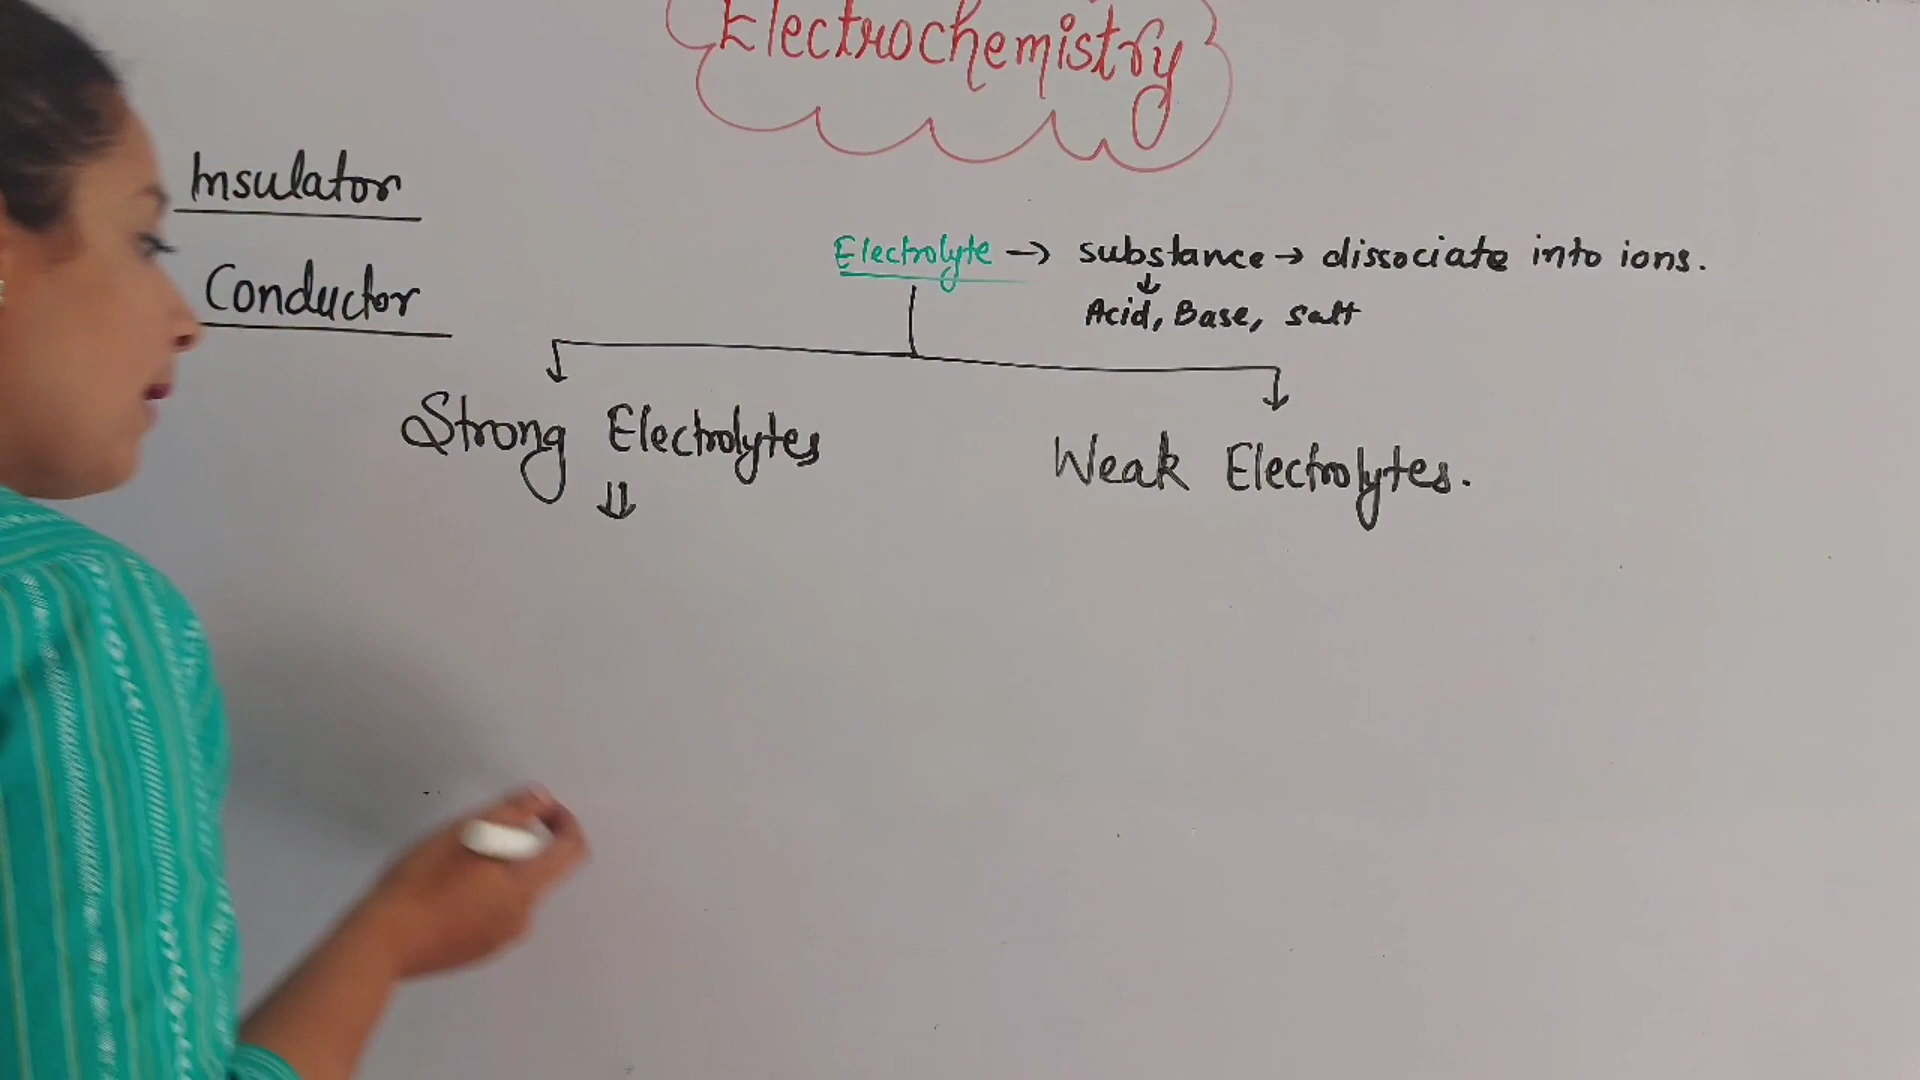 Electrochemistry
Insulator
Conductor
Electrolyte → substance → dissociate into ions.
↓
Acid, Base, Salt
Strong Electrolytes
⇓
Weak Electrolytes.